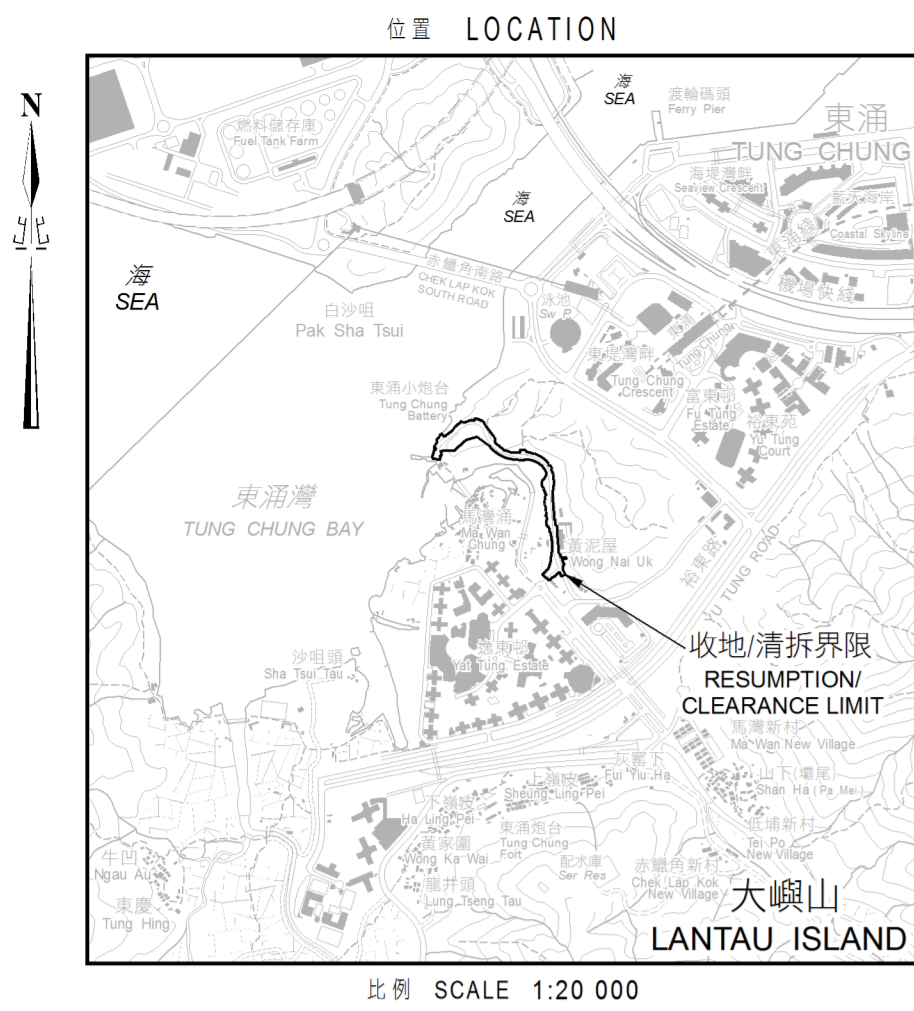 位置 LOCATION
N
北
海
SEA
渡輪碼頭
Ferry Pier
東涌
TUNG CHUNG
燃料儲存庫
Fuel Tank Farm
海堤灣畔
Seaview Crescent
藍天海岸
Coastal Skyline
海
SEA
東涌綫
機場快綫
海
SEA
赤鱲角南路
CHEK LAP KOK
SOUTH ROAD
白沙咀
Pak Sha Tsui
泳池
Sw P
東涌
Tung Chung
東堤灣畔
Tung Chung
Crescent
東涌小炮台
Tung Chung
Battery
富東邨
Fu Tung
Estate
裕東苑
Yu Tung
Court
東涌灣
TUNG CHUNG BAY
馬灣涌
Ma Wan
Chung
黃泥屋
Wong Nai Uk
裕東路
YU TUNG ROAD
逸東邨
Yat Tung Estate
沙咀頭
Sha Tsui Tau
收地/清拆界限
RESUMPTION/
CLEARANCE LIMIT
馬灣新村
Ma Wan New Village
灰窰下
Fui Yiu Ha
上嶺皮
Sheung Ling Pei
山下(壩尾)
Shan Ha (Pa Mei)
下嶺皮
Ha Ling Pei
低埔新村
Tei Po
New Village
黃家圍
Wong Ka Wai
東涌炮台
Tung Chung
Fort
配水庫
Ser Res
赤鱲角新村
Chek Lap Kok
New Village
牛凹
Ngau Au
龍井頭
Lung Tseng Tau
東慶
Tung Hing
大嶼山
LANTAU ISLAND
比例 SCALE 1:20 000